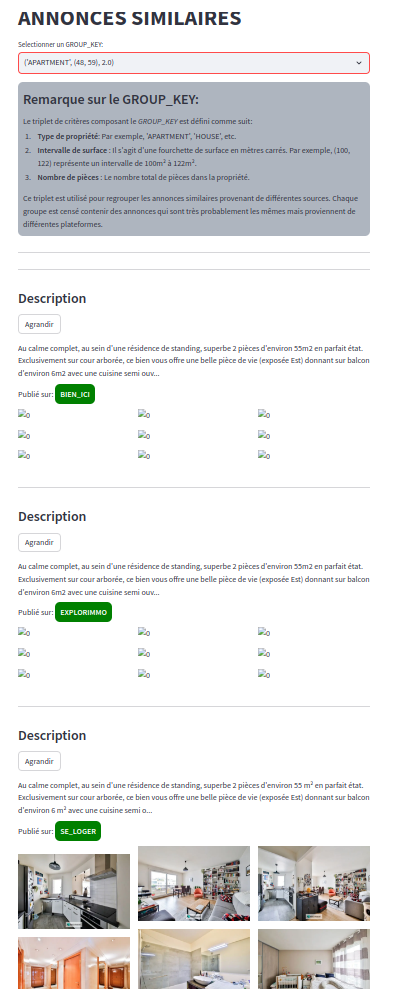 ANNONCES SIMILAIRES
Selectionner un GROUP_KEY:
('APARTMENT', (48, 59), 2.0)
Remarque sur le GROUP_KEY:
Le triplet de critères composant le GROUP_KEY est défini comme suit:
1. Type de propriété: Par exemple, 'APARTMENT', 'HOUSE', etc.
2. Intervalle de surface : Il s'agit d'une fourchette de surface en mètres carrés. Par exemple, (100,
122) représente un intervalle de 100m² à 122m².
3. Nombre de pièces : Le nombre total de pièces dans la propriété.
Ce triplet est utilisé pour regrouper les annonces similaires provenant de différentes sources. Chaque
groupe est censé contenir des annonces qui sont très probablement les mêmes mais proviennent de
différentes plateformes.
Description
Agrandir
Au calme complet, au sein d'une résidence de standing, superbe 2 pièces d'environ 55m2 en parfait état.
Exclusivement sur cour arborée, ce bien vous offre une belle pièce de vie (exposée Est) donnant sur balcon
d'environ 6m2 avec une cuisine semi ouv...
Publié sur: BIEN_ICI
0 0 0
0 0 0
0 0 0
Description
Agrandir
Au calme complet, au sein d'une résidence de standing, superbe 2 pièces d'environ 55m2 en parfait état.
Exclusivement sur cour arborée, ce bien vous offre une belle pièce de vie (exposée Est) donnant sur balcon
d'environ 6m2 avec une cuisine semi ouv...
Publié sur: EXPLORIMMO
0 0 0
0 0 0
0 0 0
Description
Agrandir
Au calme complet, au sein d'une résidence de standing, superbe 2 pièces d'environ 55 m² en parfait état.
Exclusivement sur cour arborée, ce bien vous offre une belle pièce de vie (exposée Est) donnant sur balcon
d'environ 6 m² avec une cuisine semi o...
Publié sur: SE_LOGER